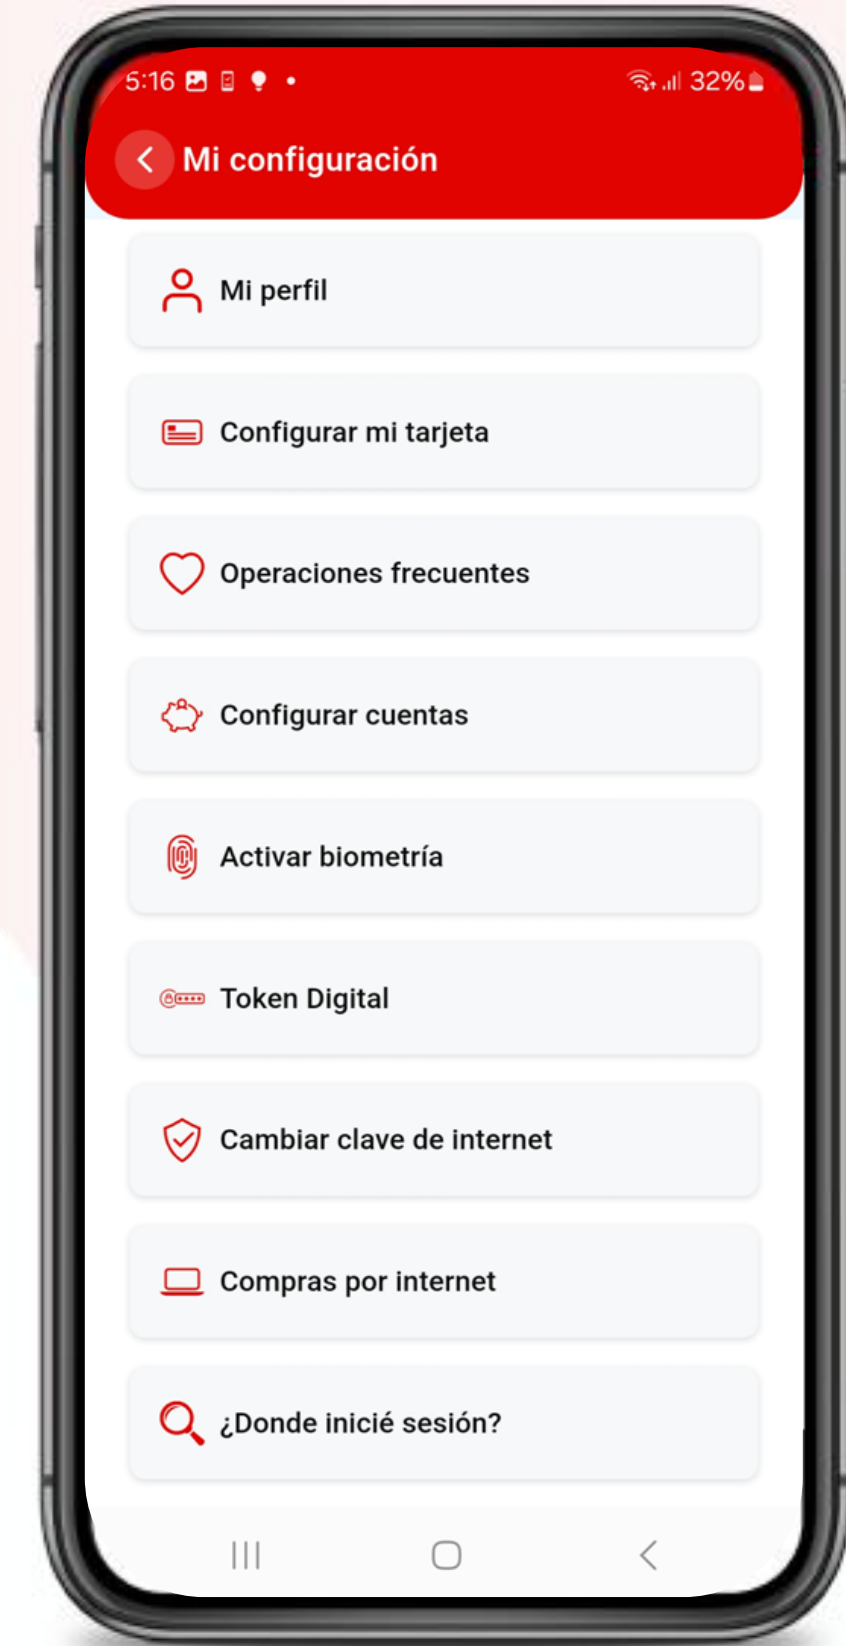 5:16 32%
Mi configuración
Mi perfil
Configurar mi tarjeta
Operaciones frecuentes
Configurar cuentas
Activar biometría
Token Digital
Cambiar clave de internet
Compras por internet
¿Donde inicié sesión?